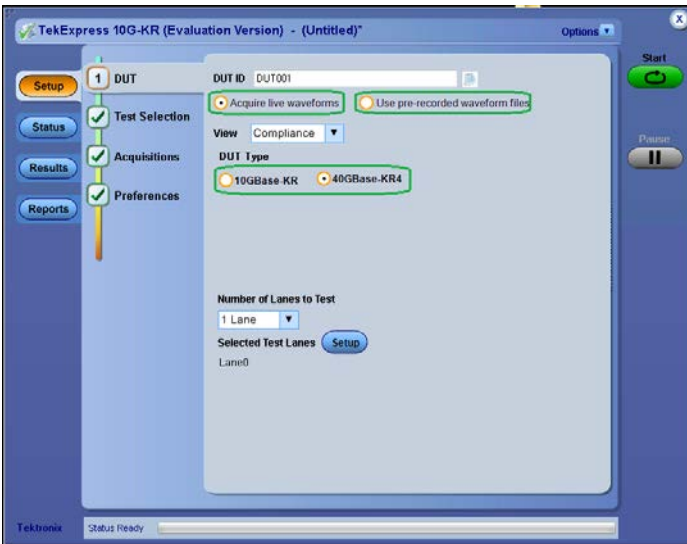 TekExpress 10G-KR (Evaluation Version) - (Untitled)*
Options
x
Start
Setup
1 DUT
DUT ID DUT001
Acquire live waveforms
Use pre-recorded waveform files
Test Selection
Status
View Compliance
Pause
Acquisitions
DUT Type
Results
10GBase-KR
40GBase-KR4
Preferences
Reports
Number of Lanes to Test
1 Lane
Selected Test Lanes Setup
Lane0
Tektronix
Status Ready